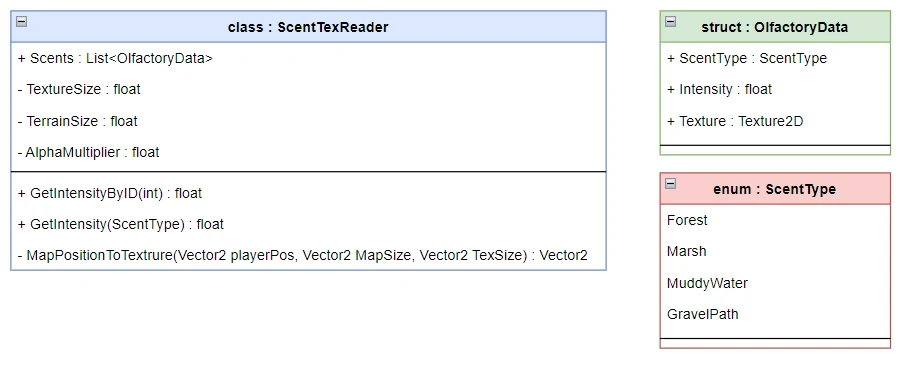 class : ScentTexReader
+ Scents : List<OlfactoryData>
- TextureSize : float
- TerrainSize : float
- AlphaMultiplier : float
+ GetIntensityByID(int) : float
+ GetIntensity(ScentType) : float
- MapPositionToTextrure(Vector2 playerPos, Vector2 MapSize, Vector2 TexSize) : Vector2
struct : OlfactoryData
+ ScentType : ScentType
+ Intensity : float
+ Texture : Texture2D
enum : ScentType
Forest
Marsh
MuddyWater
GravelPath